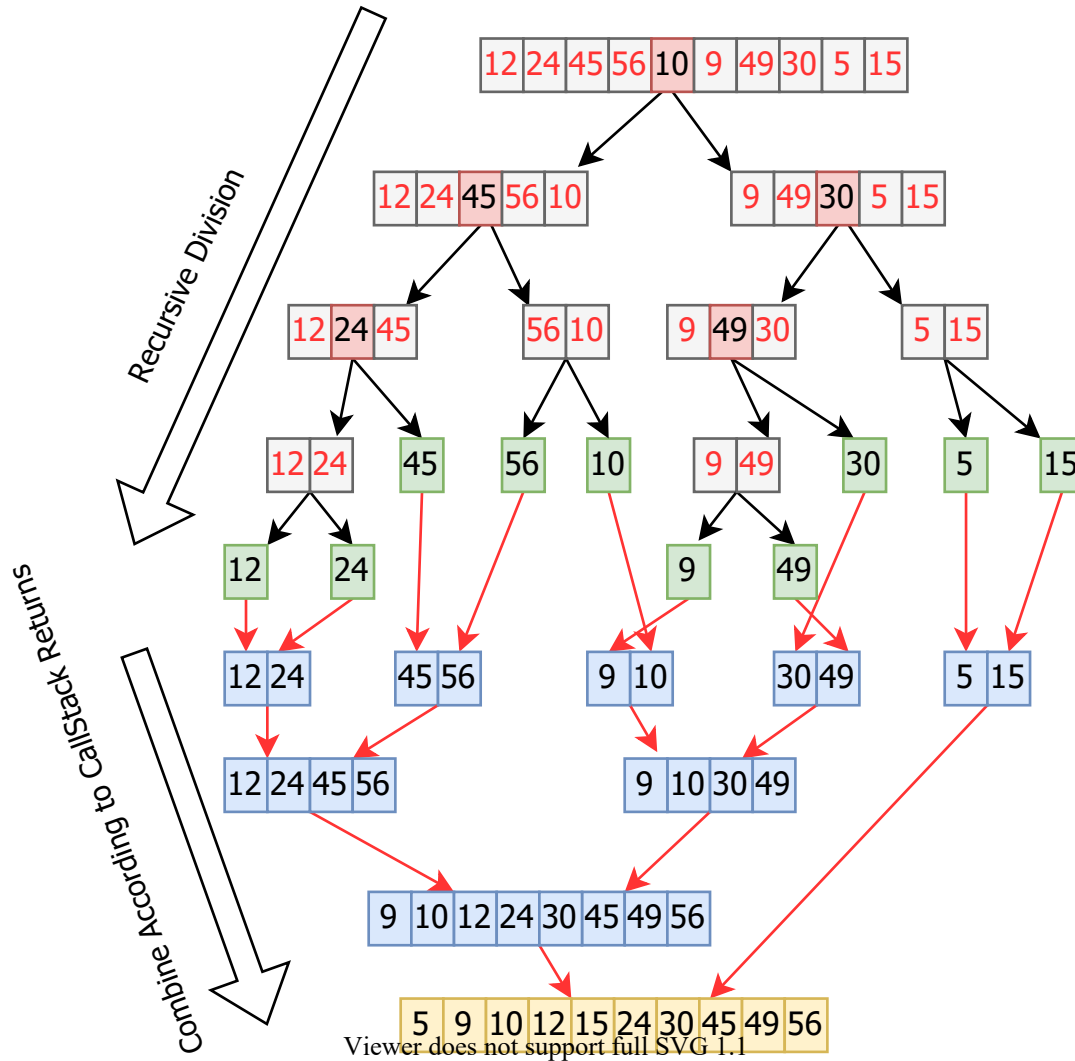 12 24 45 56 10 9 49 30 5 15
12 24 45 56 10
9 49 30 5 15
Recursive Division
12 24 45
56 10
9 49 30
5 15
12 24
45
56
10
9 49
30
5
15
12
24
9
49
Combine According to CallStack Returns
12 24
45 56
9 10
30 49
5 15
12 24 45 56
9 10 30 49
9 10 12 24 30 45 49 56
5 9 10 12 15 24 30 45 49 56
Viewer does not support full SVG 1.1